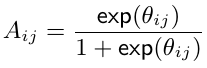 A_{ij} = \frac{\exp(\theta_{ij})}{1 + \exp(\theta_{ij})}